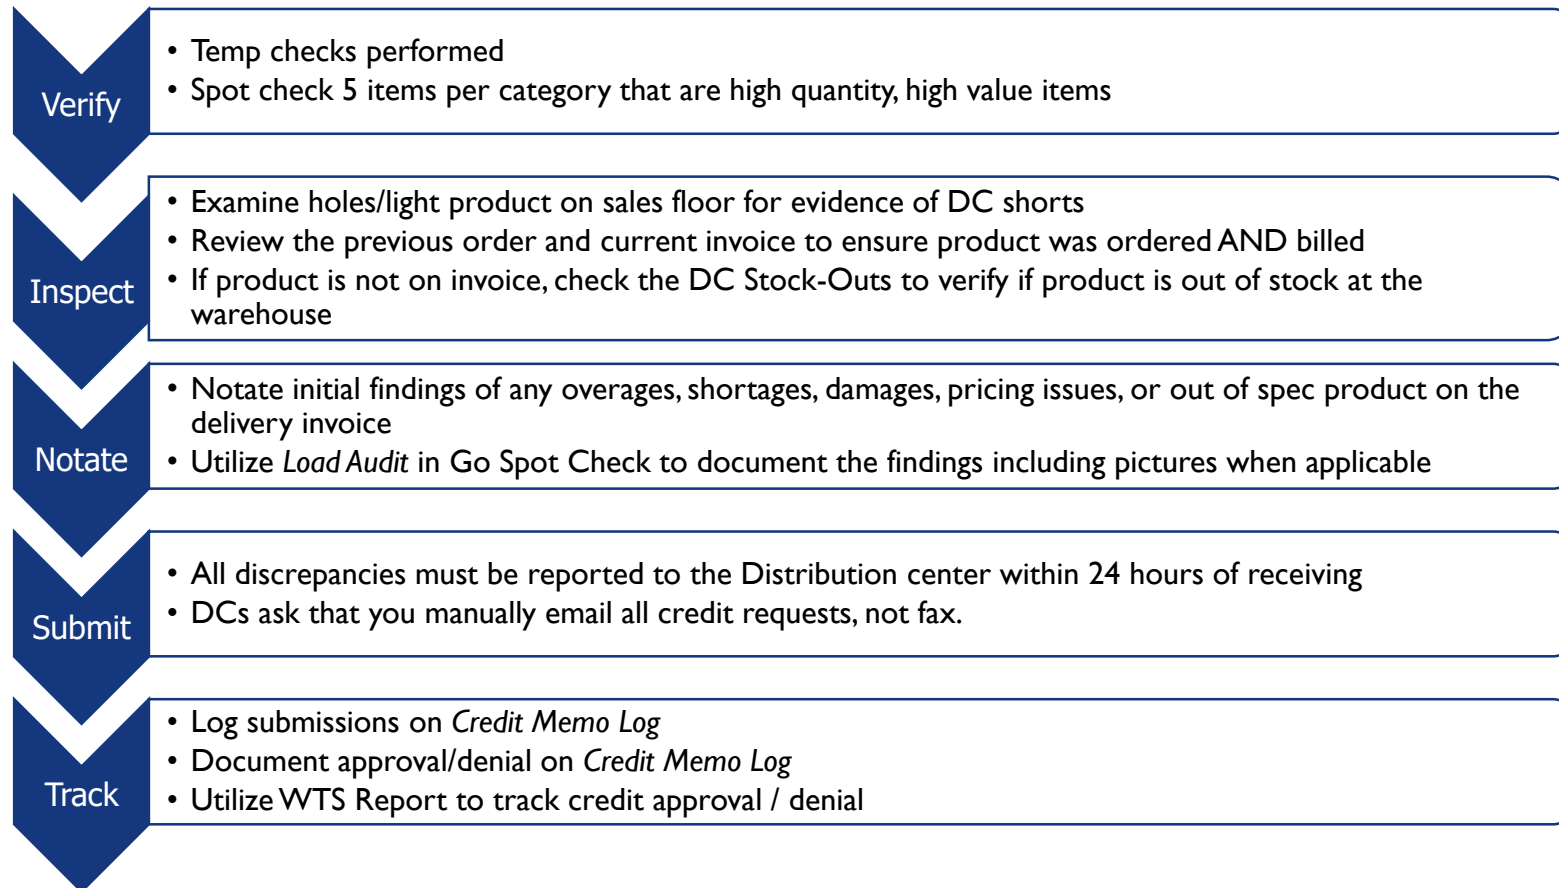 Verify
• Temp checks performed
• Spot check 5 items per category that are high quantity, high value items
Inspect
• Examine holes/light product on sales floor for evidence of DC shorts
• Review the previous order and current invoice to ensure product was ordered AND billed
• If product is not on invoice, check the DC Stock-Outs to verify if product is out of stock at the
warehouse
Notate
• Notate initial findings of any overages, shortages, damages, pricing issues, or out of spec product on the
delivery invoice
• Utilize Load Audit in Go Spot Check to document the findings including pictures when applicable
Submit
• All discrepancies must be reported to the Distribution center within 24 hours of receiving
• DCs ask that you manually email all credit requests, not fax.
Track
• Log submissions on Credit Memo Log
• Document approval/denial on Credit Memo Log
• Utilize WTS Report to track credit approval / denial